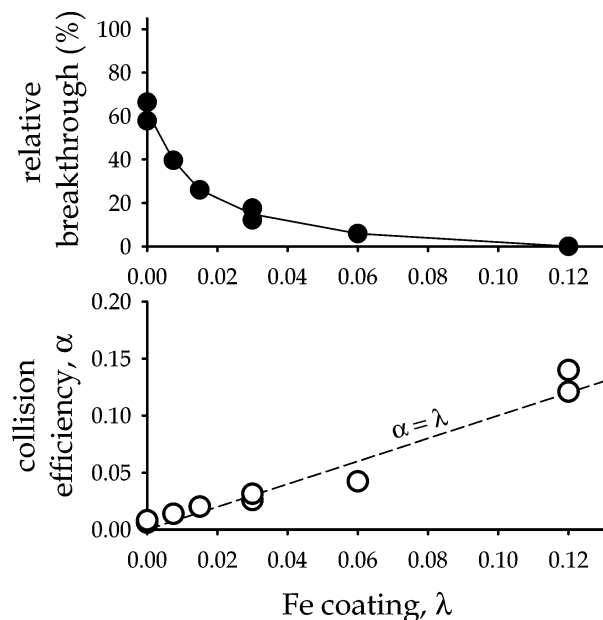 relative
breakthrough (%)
100
80
60
40
20
0
0.00 0.02 0.04 0.06 0.08 0.10 0.12
collision
efficiency, α
0.20
0.15
0.10
0.05
0.00
α = λ
0.00 0.02 0.04 0.06 0.08 0.10 0.12
Fe coating, λ